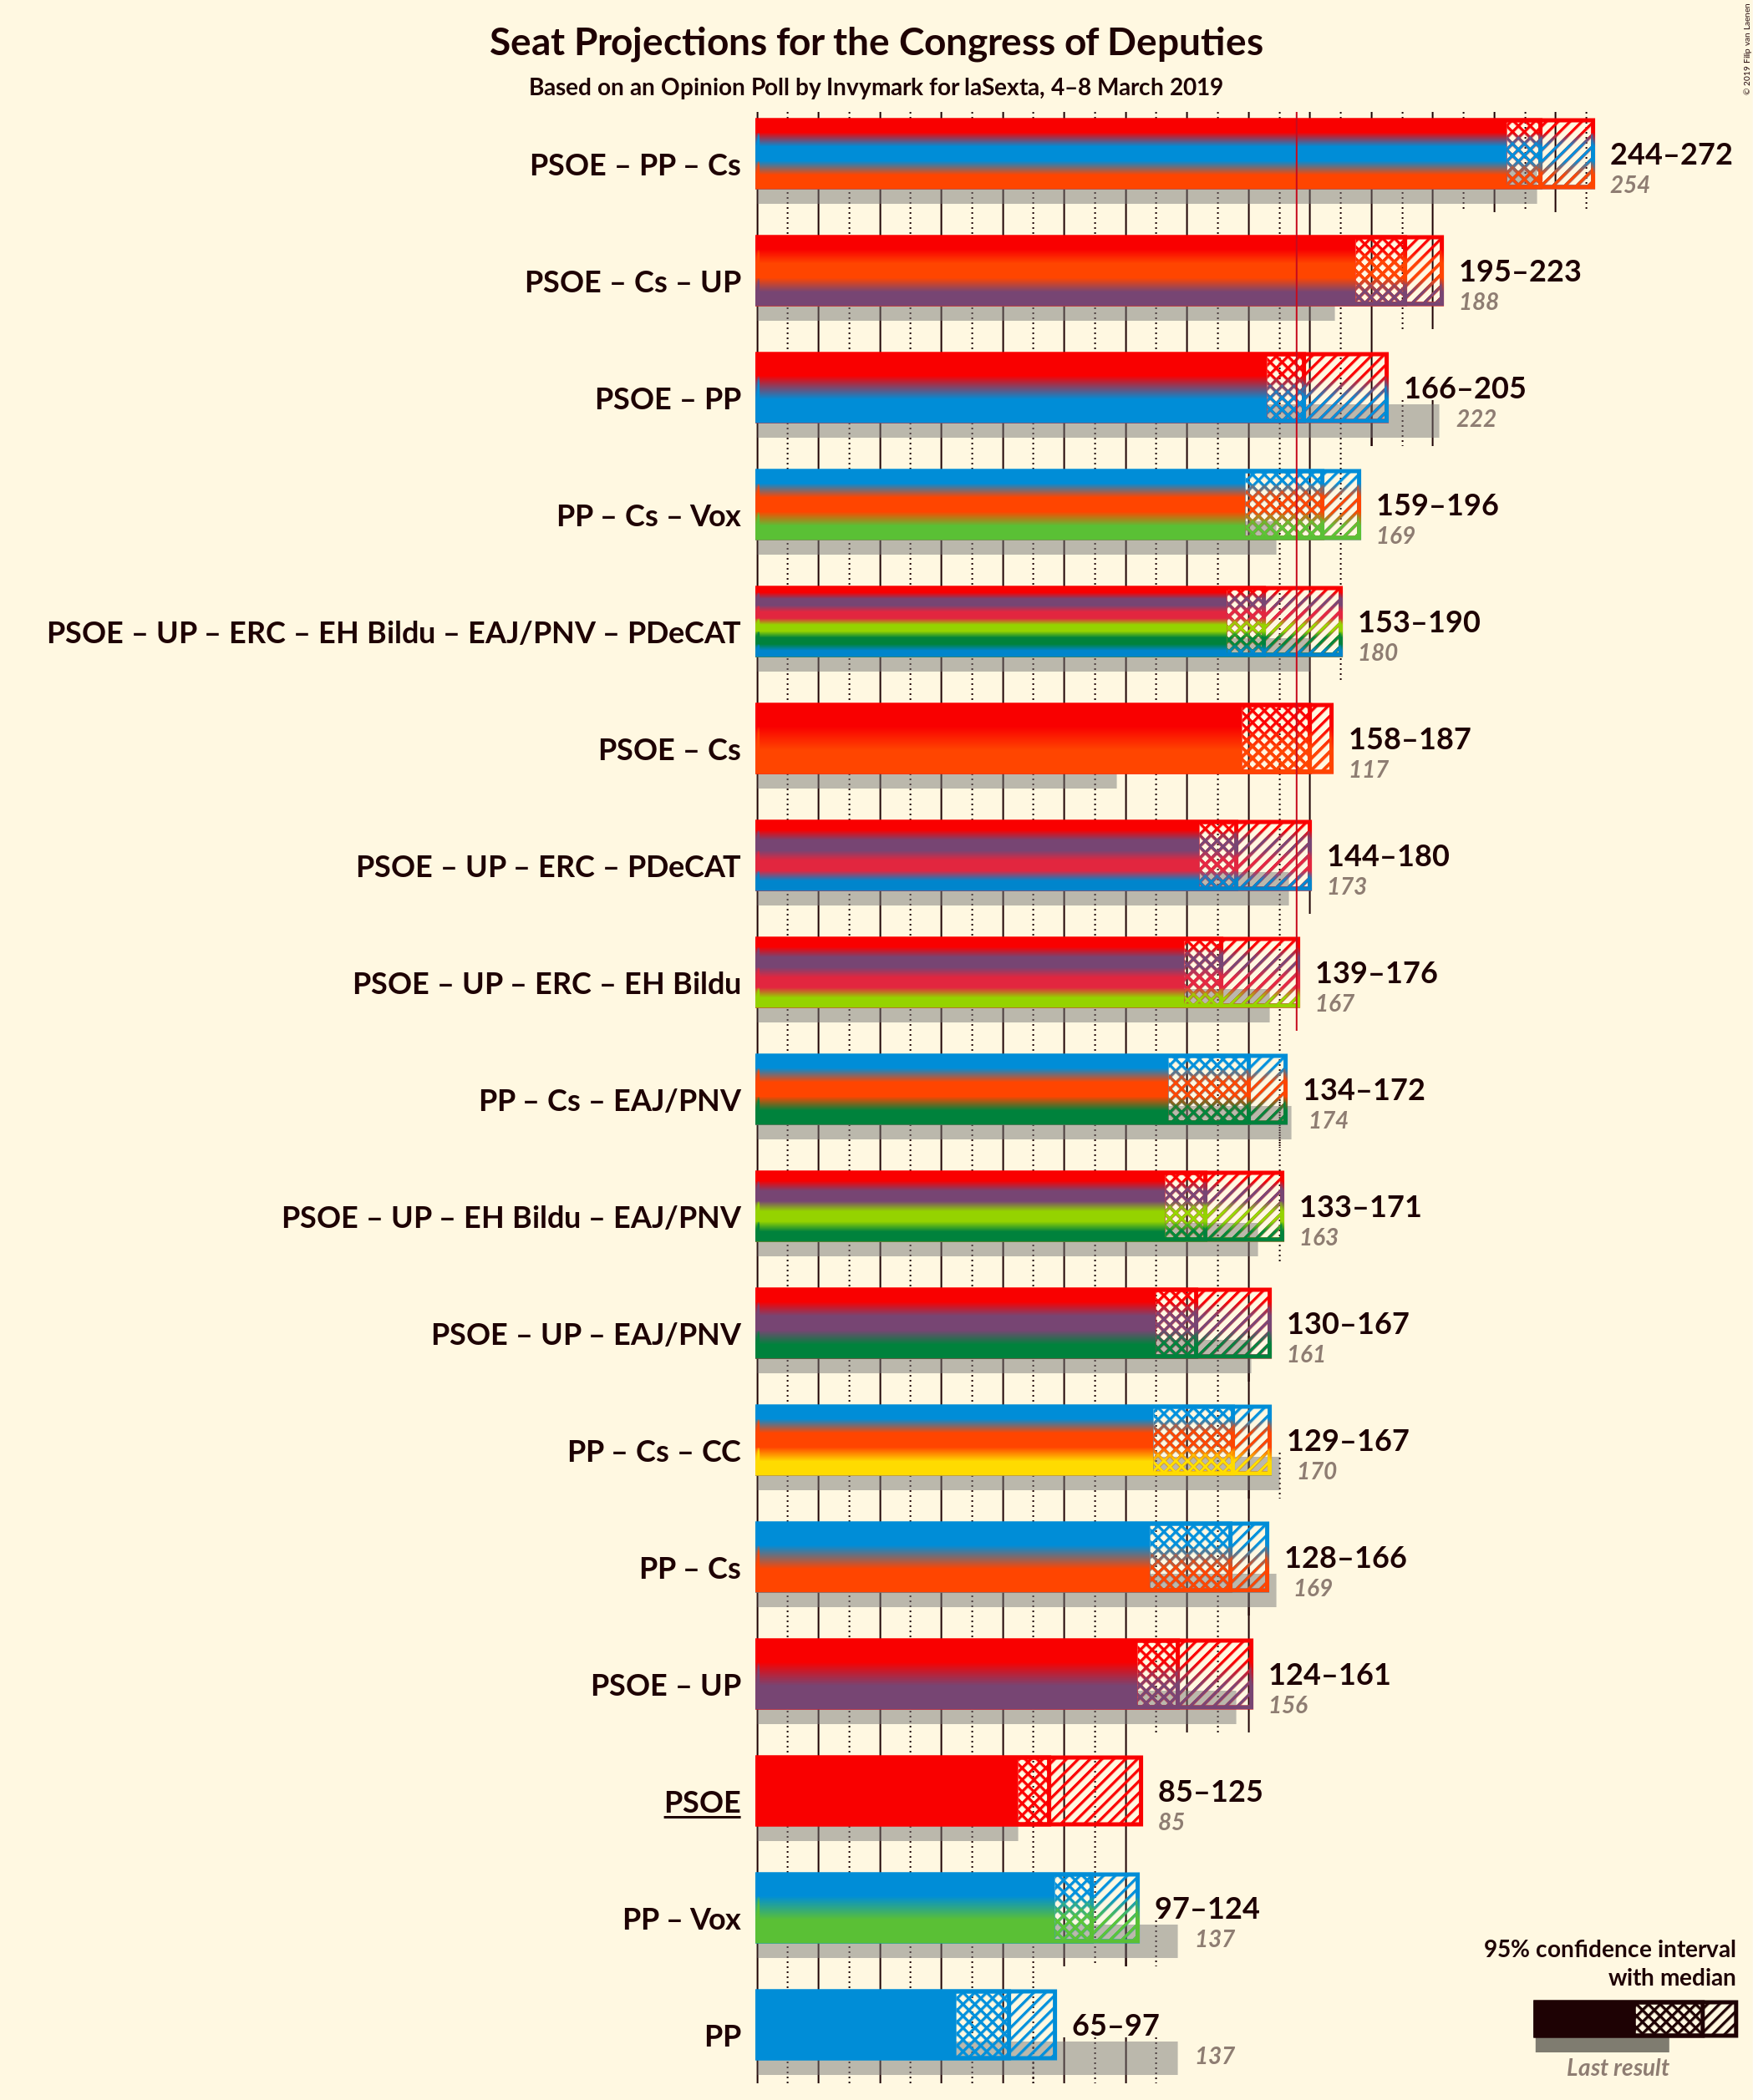 Seat Projections for the Congress of Deputies
Based on an Opinion Poll by Invymark for laSexta, 4–8 March 2019
© 2019 Filip van Laenen
PSOE – PP – Cs
244–272
254
PSOE – Cs – UP
195–223
188
PSOE – PP
166–205
222
PP – Cs – Vox
159–196
169
PSOE – UP – ERC – EH Bildu – EAJ/PNV – PDeCAT
153–190
180
PSOE – Cs
158–187
117
PSOE – UP – ERC – PDeCAT
144–180
173
PSOE – UP – ERC – EH Bildu
139–176
167
PP – Cs – EAJ/PNV
134–172
174
PSOE – UP – EH Bildu – EAJ/PNV
133–171
163
PSOE – UP – EAJ/PNV
130–167
161
PP – Cs – CC
129–167
170
PP – Cs
128–166
169
PSOE – UP
124–161
156
PSOE
85–125
85
PP – Vox
97–124
137
PP
65–97
137
95% confidence interval
with median
Last result